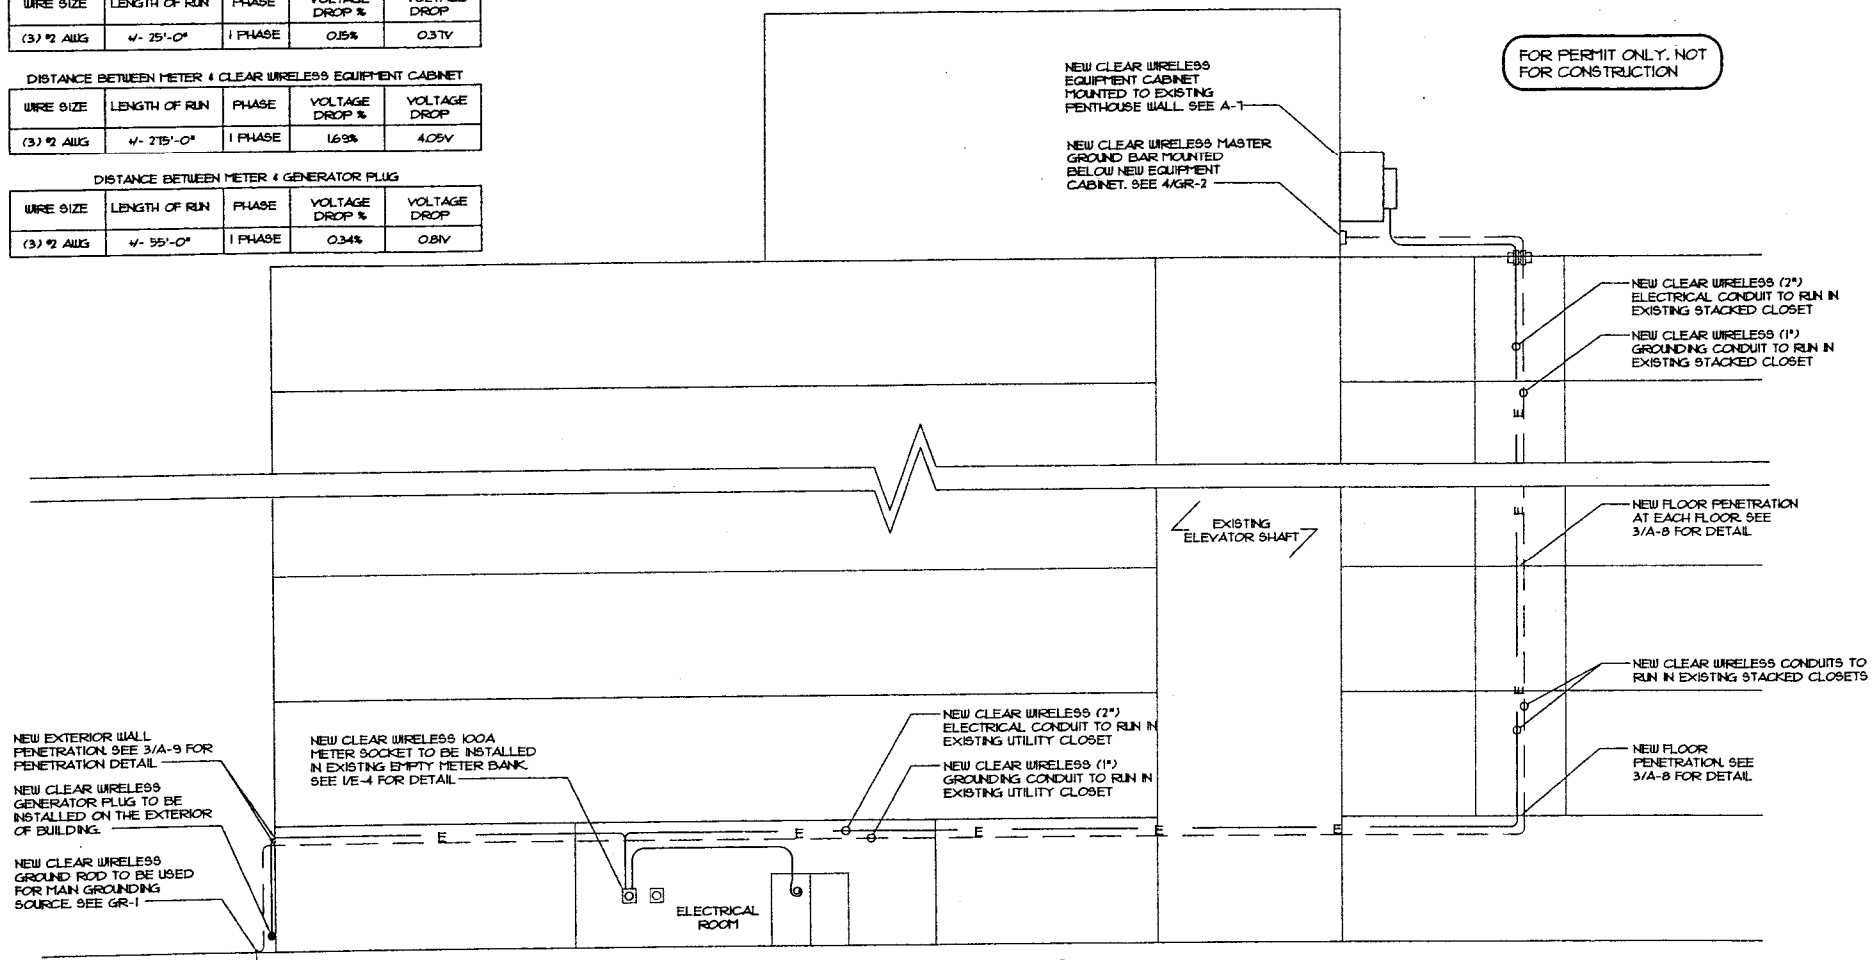 WIRE SIZE LENGTH OF RUN PHASE VOLTAGE DROP % VOLTAGE DROP
(3) #2 AWG +/- 25'-0" 1 PHASE 0.15% 0.37V
DISTANCE BETWEEN METER & CLEAR WIRELESS EQUIPMENT CABINET
WIRE SIZE LENGTH OF RUN PHASE VOLTAGE DROP % VOLTAGE DROP
(3) #2 AWG +/- 275'-0" 1 PHASE 1.69% 4.05V
DISTANCE BETWEEN METER & GENERATOR PLUG
WIRE SIZE LENGTH OF RUN PHASE VOLTAGE DROP % VOLTAGE DROP
(3) #2 AWG +/- 55'-0" 1 PHASE 0.34% 0.81V
FOR PERMIT ONLY. NOT
FOR CONSTRUCTION
NEW CLEAR WIRELESS
EQUIPMENT CABINET
MOUNTED TO EXISTING
PENTHOUSE WALL. SEE A-7
NEW CLEAR WIRELESS MASTER
GROUND BAR MOUNTED
BELOW NEW EQUIPMENT
CABINET. SEE 4/GR-2
NEW CLEAR WIRELESS (2")
ELECTRICAL CONDUIT TO RUN IN
EXISTING STACKED CLOSET
NEW CLEAR WIRELESS (1")
GROUNDING CONDUIT TO RUN IN
EXISTING STACKED CLOSET
E
E
NEW FLOOR PENETRATION
AT EACH FLOOR. SEE
3/A-8 FOR DETAIL
EXISTING
ELEVATOR SHAFT
E
NEW CLEAR WIRELESS CONDUITS TO
RUN IN EXISTING STACKED CLOSETS
NEW FLOOR
PENETRATION. SEE
3/A-8 FOR DETAIL
NEW CLEAR WIRELESS (2")
ELECTRICAL CONDUIT TO RUN IN
EXISTING UTILITY CLOSET
NEW CLEAR WIRELESS (1")
GROUNDING CONDUIT TO RUN IN
EXISTING UTILITY CLOSET
NEW CLEAR WIRELESS 100A
METER SOCKET TO BE INSTALLED
IN EXISTING EMPTY METER BANK.
SEE 1/E-4 FOR DETAIL
NEW EXTERIOR WALL
PENETRATION. SEE 3/A-9 FOR
PENETRATION DETAIL
NEW CLEAR WIRELESS
GENERATOR PLUG TO BE
INSTALLED ON THE EXTERIOR
OF BUILDING.
NEW CLEAR WIRELESS
GROUND ROD TO BE USED
FOR MAIN GROUNDING
SOURCE. SEE GR-1
E E E E E
ELECTRICAL
ROOM